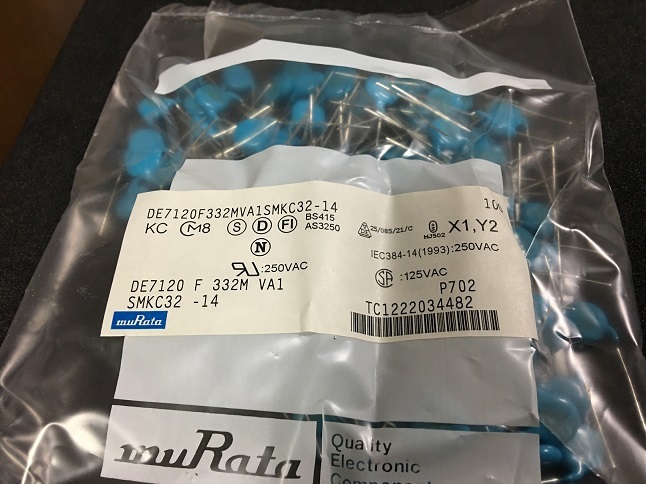 DE7120F332MVA1SMKC32-14
KC M8 S D FI BS415
AS3250
N
25/085/21/C
X1,Y2
IEC384-14(1993):250VAC
:250VAC
SA :125VAC
DE7120 F 332M VA1
SMKC32 -14
P702
TC1222034482
muRata
muRata
Quality
Electronic